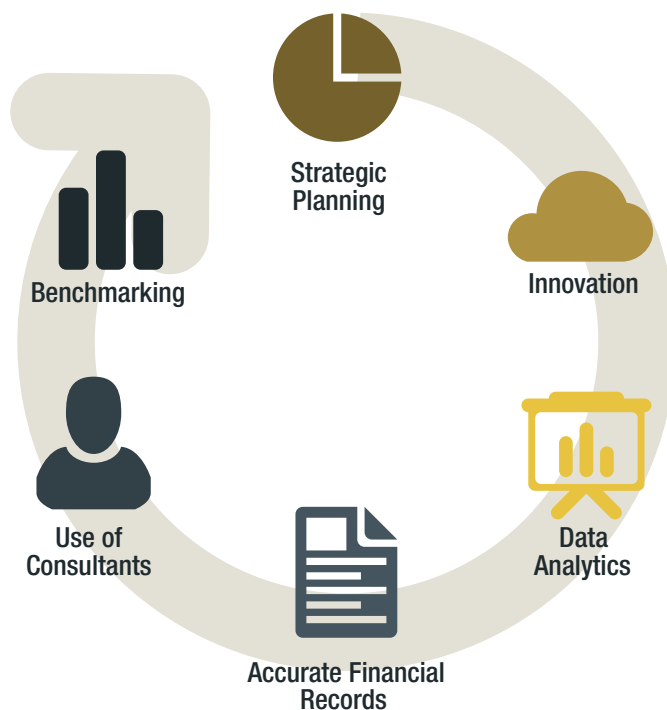 Strategic
Planning
Innovation
Data
Analytics
Accurate Financial
Records
Use of
Consultants
Benchmarking